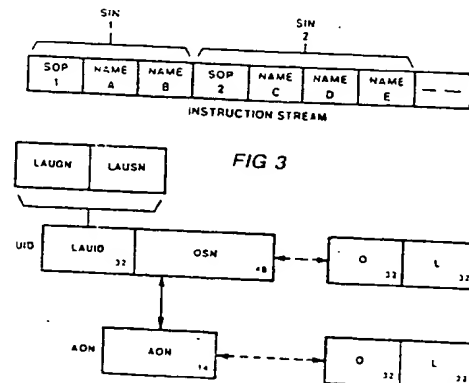 SIN SIN
1 2
SOP NAME NAME SOP NAME NAME NAME
1 A B 2 C D E
INSTRUCTION STREAM
FIG 3
LAUGN LAUSN
UID LAUID 32 OSN 48 O 32 L 32
AON AON 14 O 32 L 32